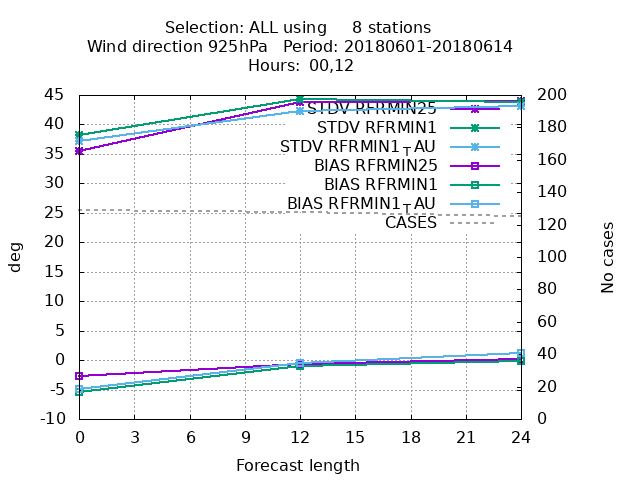 Selection: ALL using 8 stations
Wind direction 925hPa Period: 20180601-20180614
Hours: 00,12
45
40
35
30
25
20
15
10
5
0
-5
-10
200
180
160
140
120
100
80
60
40
20
0
deg
No cases
STDV RFRMIN25
STDV RFRMIN1
STDV RFRMIN1_TAU
BIAS RFRMIN25
BIAS RFRMIN1
BIAS RFRMIN1_TAU
CASES
0 3 6 9 12 15 18 21 24
Forecast length